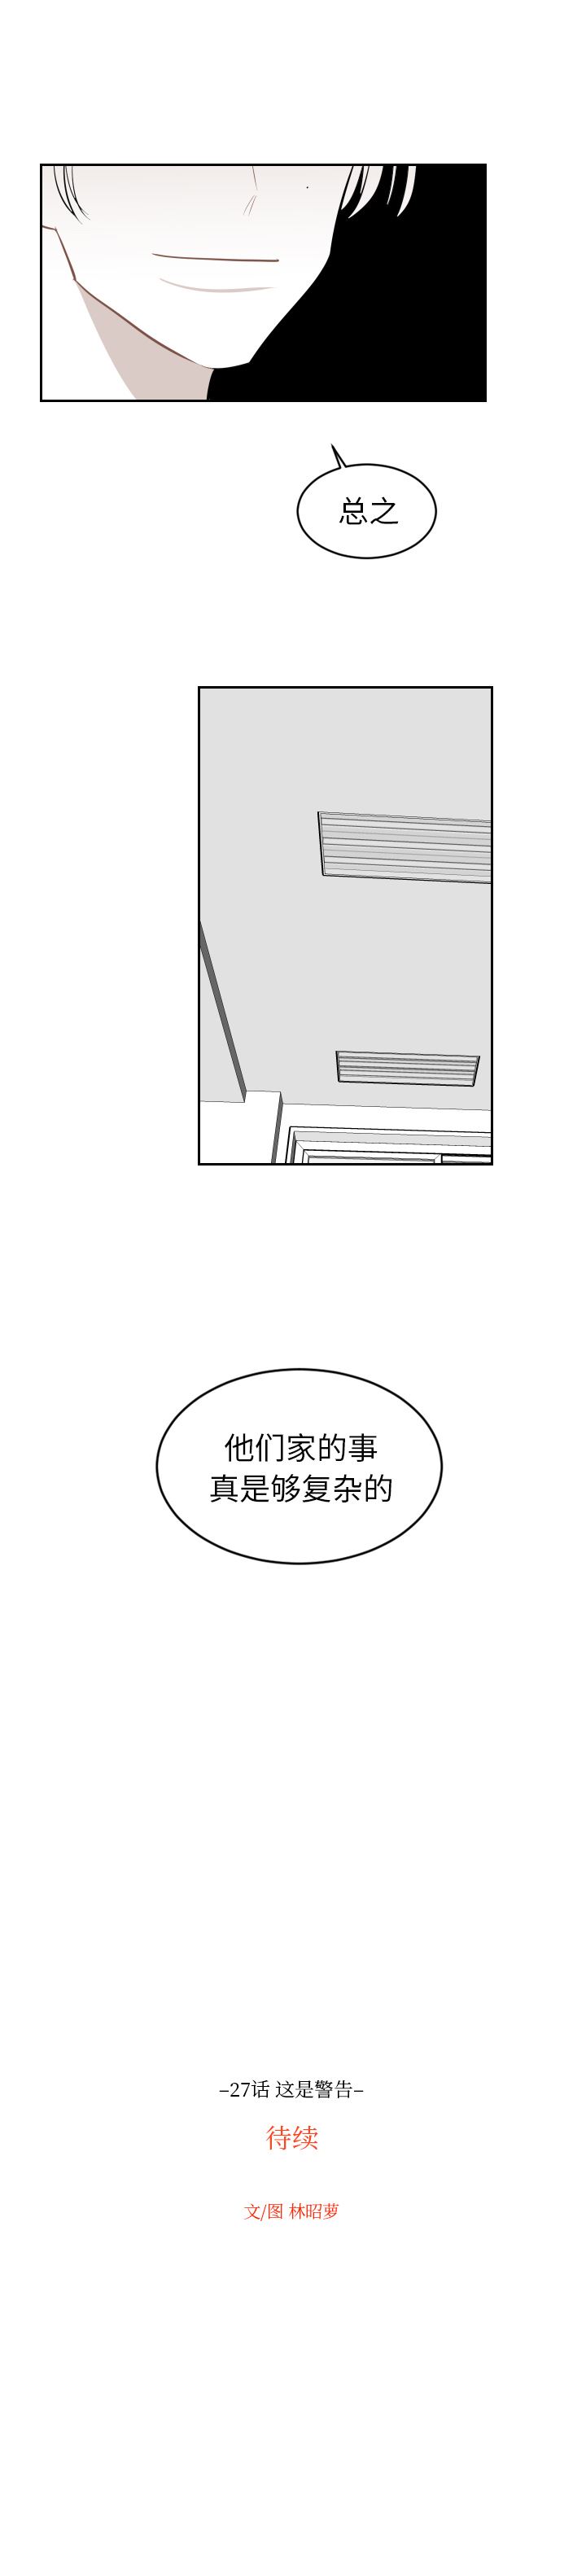 总之
他们家的事
真是够复杂的
–27话 这是警告–
待续
文/图 林昭萝